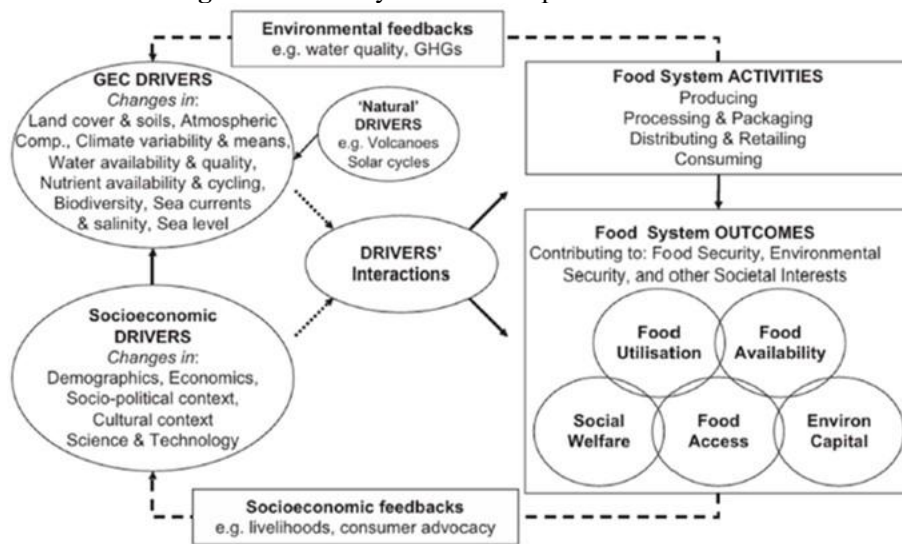 Environmental feedbacks
e.g. water quality, GHGs
GEC DRIVERS
Changes in:
Land cover & soils, Atmospheric
Comp., Climate variability & means,
Water availability & quality,
Nutrient availability & cycling,
Biodiversity, Sea currents
& salinity, Sea level
'Natural'
DRIVERS
e.g. Volcanoes
Solar cycles
Food System ACTIVITIES
Producing
Processing & Packaging
Distributing & Retailing
Consuming
DRIVERS'
Interactions
Food System OUTCOMES
Contributing to: Food Security, Environmental
Security, and other Societal Interests
Food
Utilisation
Food
Availability
Social
Welfare
Food
Access
Environ
Capital
Socioeconomic
DRIVERS
Changes in:
Demographics, Economics,
Socio-political context,
Cultural context
Science & Technology
Socioeconomic feedbacks
e.g. livelihoods, consumer advocacy